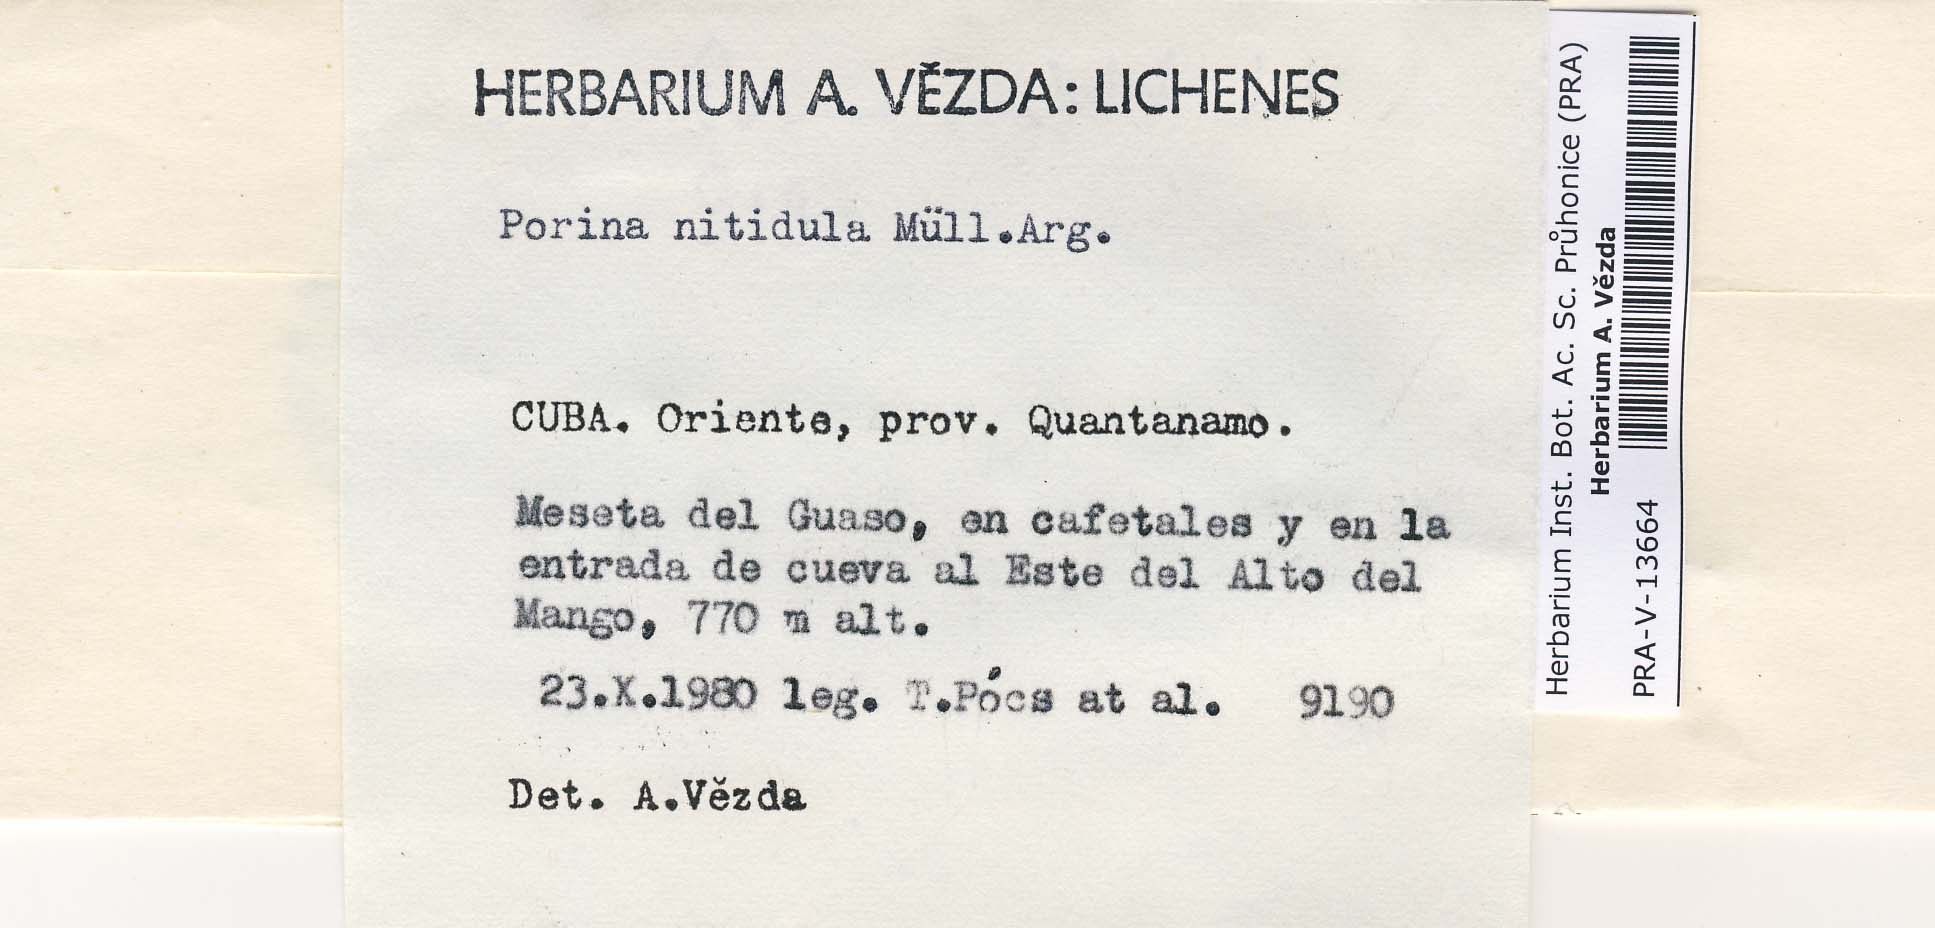 HERBARIUM A. VĚZDA: LICHENES
Porina nitidula Müll.Arg.
CUBA. Oriente, prov. Quantanamo.
Meseta del Guaso, en cafetales y en la
entrada de cueva al Este del Alto del
Mango, 770 m alt.
23.X.1980 leg. T.Pócs at al. 9190
Det. A.Vězda
Herbarium Inst. Bot. Ac. Sc. Průhonice (PRA)
Herbarium A. Vězda
PRA-V-13664